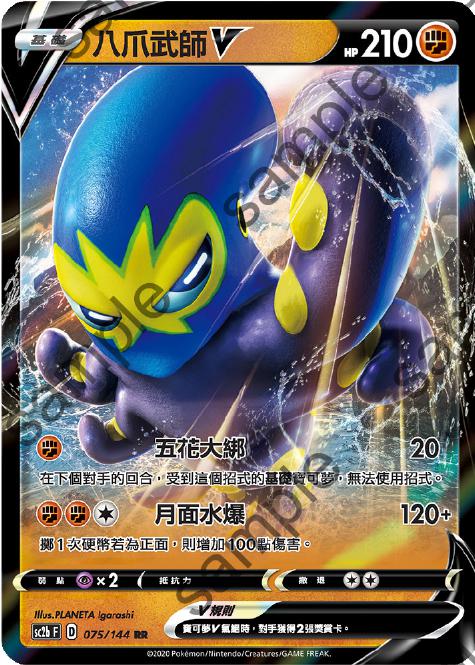 基礎 八爪武師V HP 210
五花大綁 20
在下個對手的回合,受到這個招式的基礎寶可夢,無法使用招式。
月面水爆 120+
擲1次硬幣若為正面,則增加100點傷害。
弱點 ×2 抵抗力 撤退
Illus.PLANETA Igarashi
V規則
sc2b F D 075/144 RR
寶可夢V氣絕時,對手獲得2張獎賞卡。
©2020 Pokémon/Nintendo/Creatures/GAME FREAK.
sample
sample
sample
sample
sample
sample